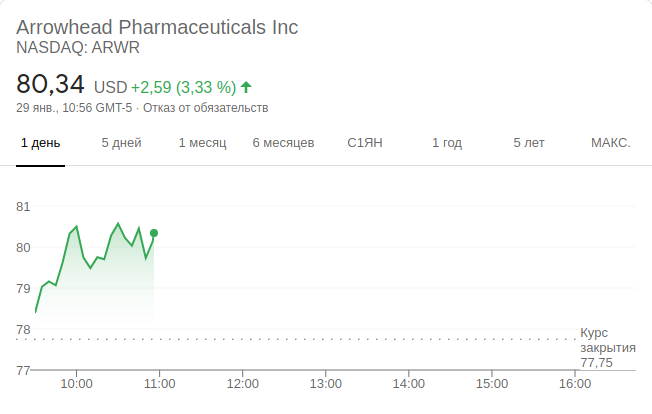 Arrowhead Pharmaceuticals Inc
NASDAQ: ARWR
80,34 USD +2,59 (3,33 %)
29 янв., 10:56 GMT-5 · Отказ от обязательств
1 день 5 дней 1 месяц 6 месяцев С1ЯН 1 год 5 лет МАКС.
81
80
79
78
Курс
закрытия
77,75
77
10:00 11:00 12:00 13:00 14:00 15:00 16:00